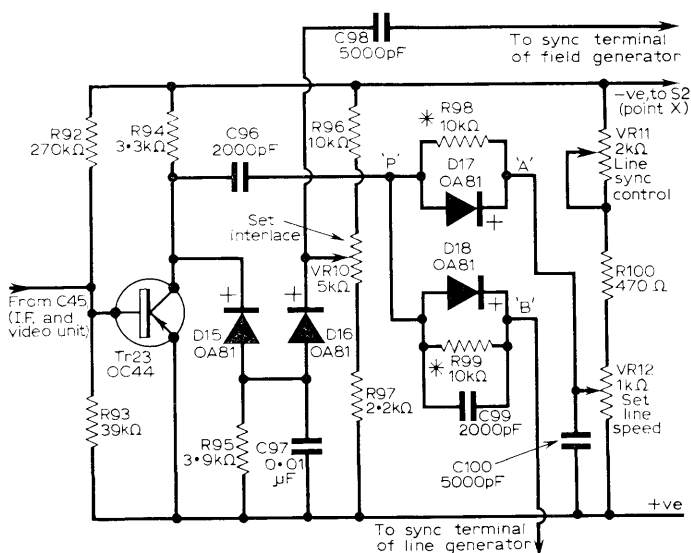 C98
5000pF
To sync terminal
of field generator
-ve, to S2
(point X)
R92
270kΩ
R94
3·3kΩ
C96
2000pF
R96
10kΩ
* R98
10kΩ
D17
OA81
'P'
'A'
+
VR11
2kΩ
Line
sync
control
Set
interlace
VR10
5kΩ
D18
OA81
+
'B'
R100
470 Ω
From C45
(I.F. and
video unit)
Tr23
OC44
+
D15
OA81
+
D16
OA81
* R99
10kΩ
C99
2000pF
VR12
1kΩ
Set
line
speed
R93
39kΩ
R95
3·9kΩ
C97
0·01
μF
R97
2·2kΩ
C100
5000pF
+ve
To sync terminal
of line generator